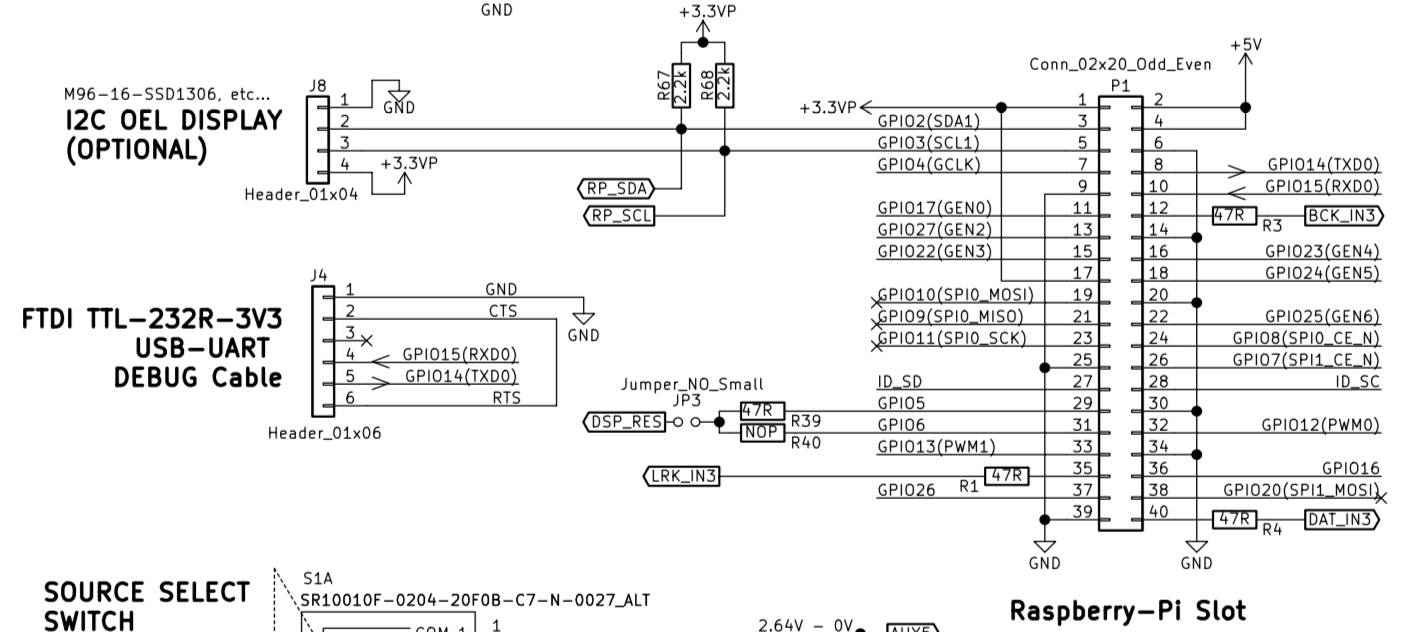 GND
+3.3VP
R67
2.2k
R68
2.2k
M96-16-SSD1306, etc...
I2C OEL DISPLAY
(OPTIONAL)
J8
1
2
3
4
GND
+3.3VP
Header_01x04
RP_SDA
RP_SCL
FTDI TTL-232R-3V3
USB-UART
DEBUG Cable
J4
1 GND
2 CTS
3
4 GPIO15(RXD0)
5 GPIO14(TXD0)
6 RTS
GND
Header_01x06
Jumper_NO_Small
JP3
DSP_RES
47R
R39
NOP
R40
LRK_IN3
R1
47R
Conn_02x20_Odd_Even
P1
+5V
+3.3VP
1 2
GPIO2(SDA1) 3 4
GPIO3(SCL1) 5 6
GPIO4(GCLK) 7 8 GPIO14(TXD0)
9 10 GPIO15(RXD0)
GPIO17(GEN0) 11 12 47R R3 BCK_IN3
GPIO27(GEN2) 13 14
GPIO22(GEN3) 15 16 GPIO23(GEN4)
17 18 GPIO24(GEN5)
GPIO10(SPI0_MOSI) 19 20
GPIO9(SPI0_MISO) 21 22 GPIO25(GEN6)
GPIO11(SPI0_SCK) 23 24 GPIO8(SPI0_CE_N)
25 26 GPIO7(SPI1_CE_N)
ID_SD 27 28 ID_SC
GPIO5 29 30
GPIO6 31 32 GPIO12(PWM0)
GPIO13(PWM1) 33 34
35 36 GPIO16
GPIO26 37 38 GPIO20(SPI1_MOSI)
39 40 47R R4 DAT_IN3
GND
GND
Raspberry-Pi Slot
SOURCE SELECT
SWITCH
S1A
SR10010F-0204-20F0B-C7-N-0027_ALT
COM 1 1
2.64V - 0V